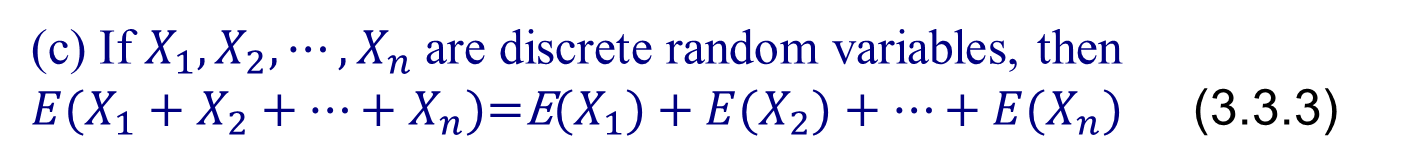 (c) If X₁, X₂, ⋯, Xₙ are discrete random variables, then
E(X₁ + X₂ + ⋯ + Xₙ)=E(X₁) + E(X₂) + ⋯ + E(Xₙ) (3.3.3)